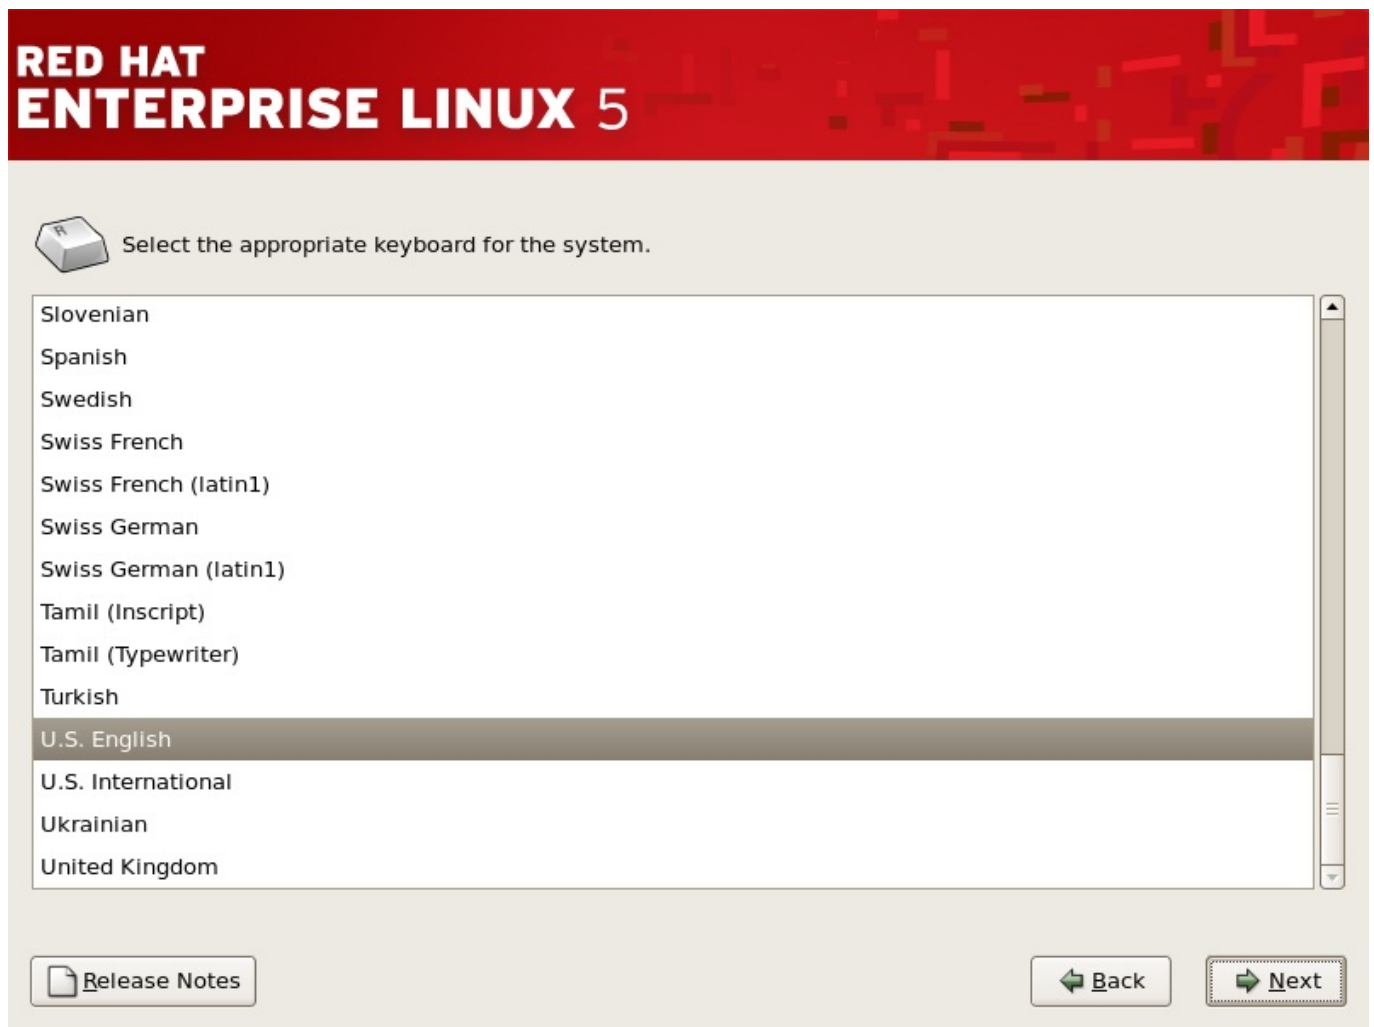 RED HAT
ENTERPRISE LINUX 5
R
Select the appropriate keyboard for the system.
Slovenian
Spanish
Swedish
Swiss French
Swiss French (latin1)
Swiss German
Swiss German (latin1)
Tamil (Inscript)
Tamil (Typewriter)
Turkish
U.S. English
U.S. International
Ukrainian
United Kingdom
Release Notes
Back
Next